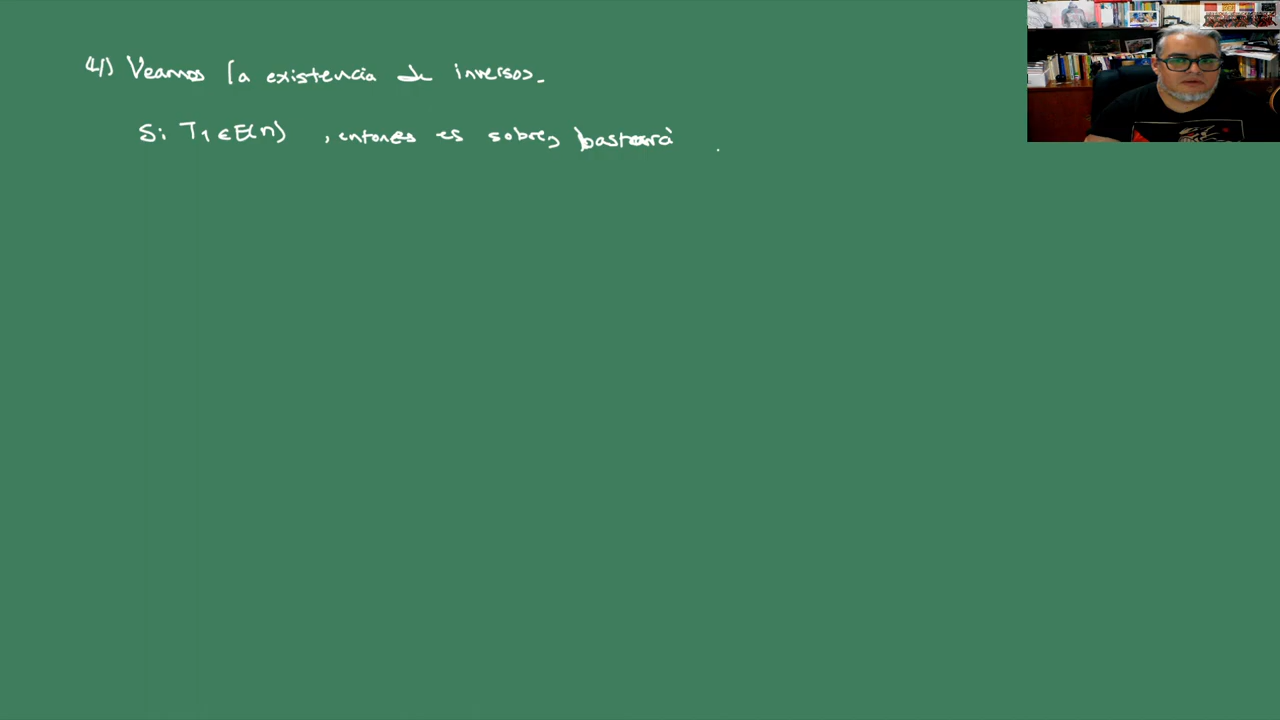 4) Veamos la existencia de inversos.
Si T₁ ∈ E(n) , entonces es sobre, bastará